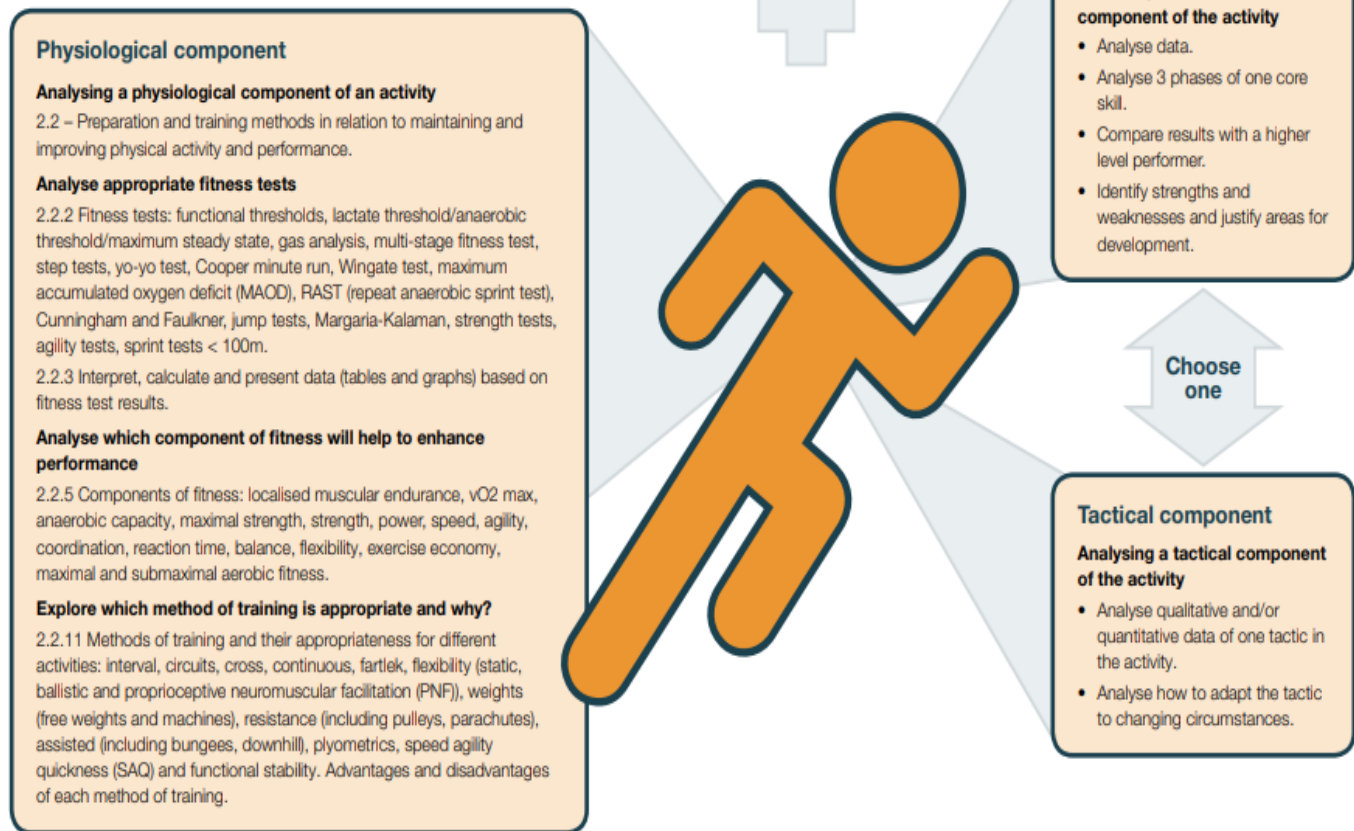 Physiological component
Analysing a physiological component of an activity
2.2 – Preparation and training methods in relation to maintaining and
improving physical activity and performance.
Analyse appropriate fitness tests
2.2.2 Fitness tests: functional thresholds, lactate threshold/anaerobic
threshold/maximum steady state, gas analysis, multi-stage fitness test,
step tests, yo-yo test, Cooper minute run, Wingate test, maximum
accumulated oxygen deficit (MAOD), RAST (repeat anaerobic sprint test),
Cunningham and Faulkner, jump tests, Margaria-Kalaman, strength tests,
agility tests, sprint tests < 100m.
2.2.3 Interpret, calculate and present data (tables and graphs) based on
fitness test results.
Analyse which component of fitness will help to enhance
performance
2.2.5 Components of fitness: localised muscular endurance, vO2 max,
anaerobic capacity, maximal strength, strength, power, speed, agility,
coordination, reaction time, balance, flexibility, exercise economy,
maximal and submaximal aerobic fitness.
Explore which method of training is appropriate and why?
2.2.11 Methods of training and their appropriateness for different
activities: interval, circuits, cross, continuous, fartlek, flexibility (static,
ballistic and proprioceptive neuromuscular facilitation (PNF)), weights
(free weights and machines), resistance (including pulleys, parachutes),
assisted (including bungees, downhill), plyometrics, speed agility
quickness (SAQ) and functional stability. Advantages and disadvantages
of each method of training.
component of the activity
• Analyse data.
• Analyse 3 phases of one core
skill.
• Compare results with a higher
level performer.
• Identify strengths and
weaknesses and justify areas for
development.
Choose
one
Tactical component
Analysing a tactical component
of the activity
• Analyse qualitative and/or
quantitative data of one tactic in
the activity.
• Analyse how to adapt the tactic
to changing circumstances.